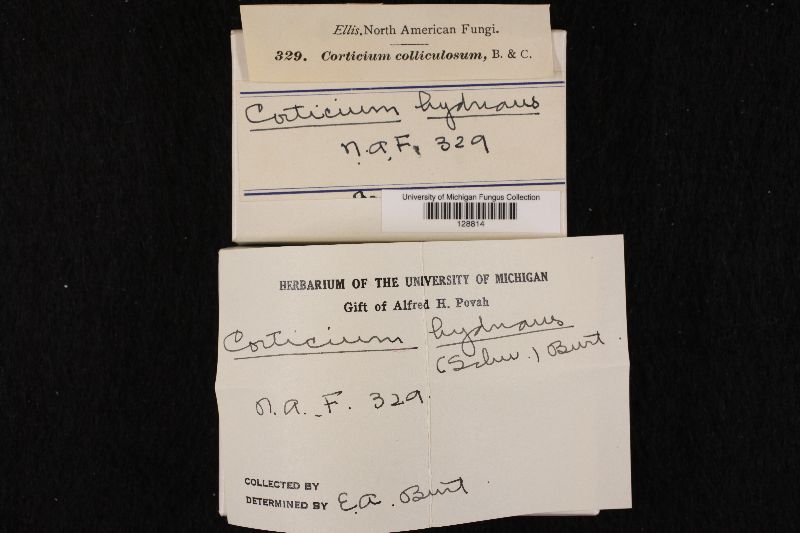 Ellis, North American Fungi.
329. Corticium colliculosum, B. & C.
Corticium hydnans
N.A.F. 329
University of Michigan Fungus Collection
128814
HERBARIUM OF THE UNIVERSITY OF MICHIGAN
Gift of Alfred H. Povah
Corticium hydnans
(Schw.) Burt.
N.A.F. 329.
COLLECTED BY
DETERMINED BY E.A. Burt